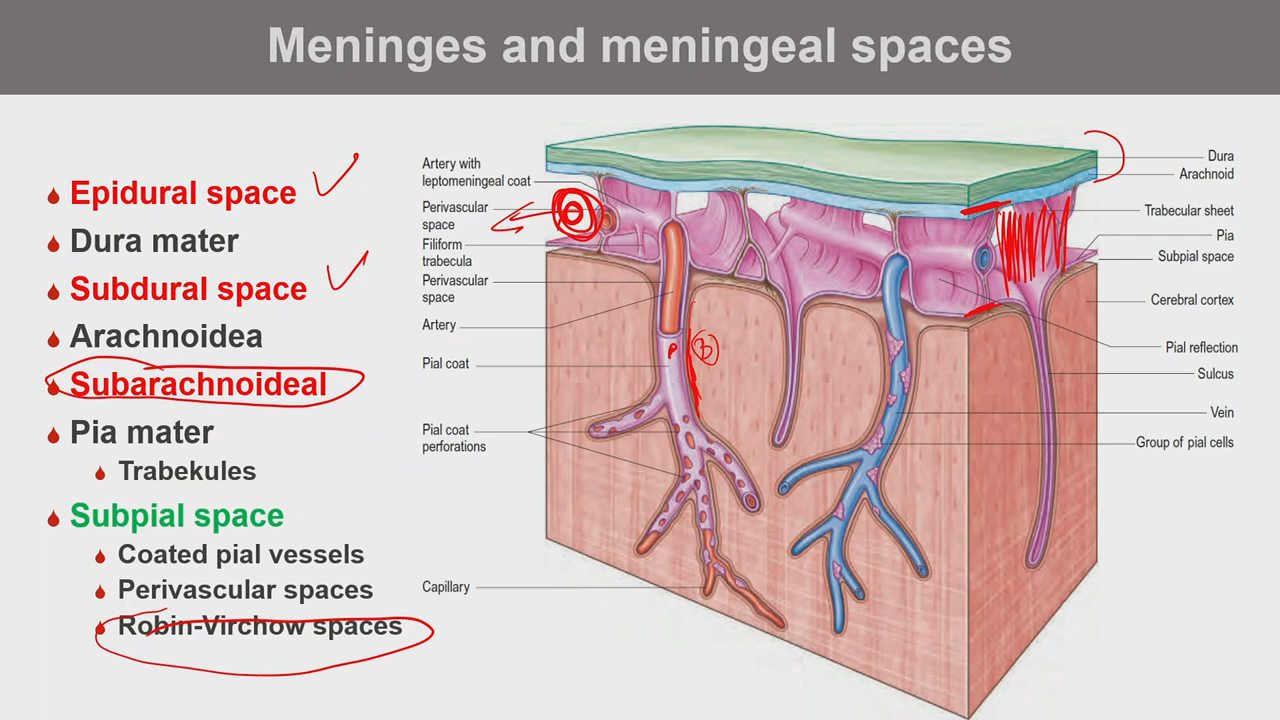 Meninges and meningeal spaces
Epidural space
Dura mater
Subdural space
Arachnoidea
Subarachnoideal
Pia mater
Trabekules
Subpial space
Coated pial vessels
Perivascular spaces
Robin-Virchow spaces
Artery with
leptomeningeal coat
Perivascular
space
Filiform
trabecula
Perivascular
space
Artery
Pial coat
Pial coat
perforations
Capillary
Dura
Arachnoid
Trabecular sheet
Pia
Subpial space
Cerebral cortex
Pial reflection
Sulcus
Vein
Group of pial cells